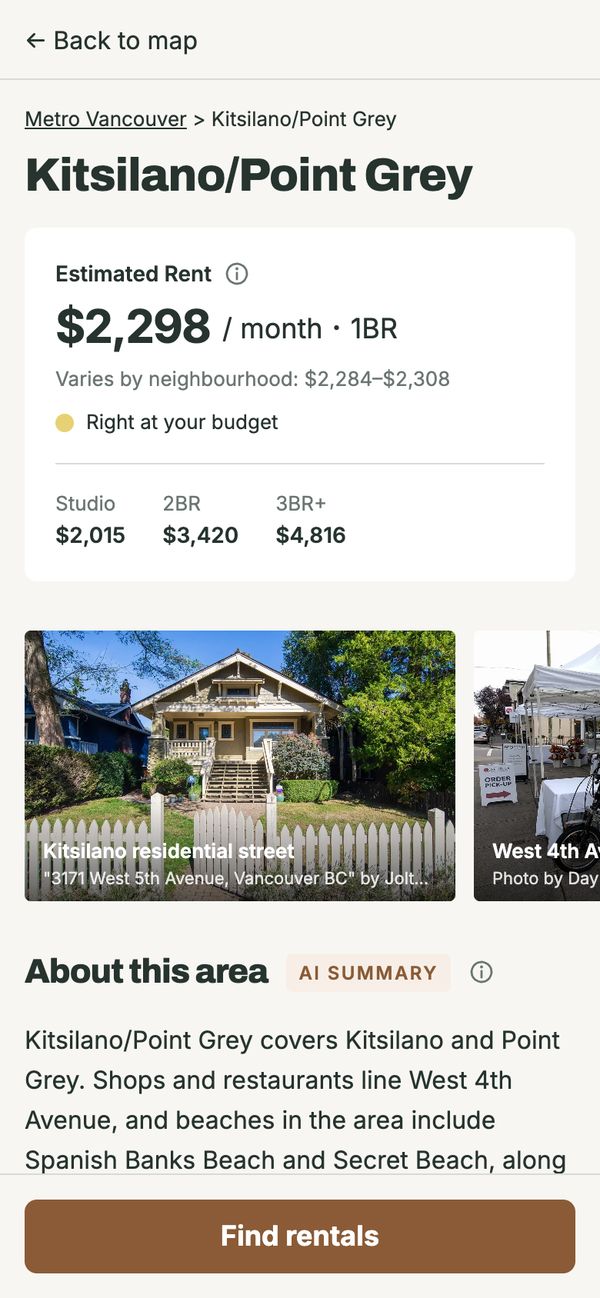 ← Back to map
Metro Vancouver > Kitsilano/Point Grey
Kitsilano/Point Grey
Estimated Rent
$2,298 / month · 1BR
Varies by neighbourhood: $2,284–$2,308
Right at your budget
Studio 2BR 3BR+
$2,015 $3,420 $4,816
ORDER
PICK-UP
Kitsilano residential street
"3171 West 5th Avenue, Vancouver BC" by Jolt...
West 4th Av
Photo by Day
About this area AI SUMMARY
Kitsilano/Point Grey covers Kitsilano and Point
Grey. Shops and restaurants line West 4th
Avenue, and beaches in the area include
Spanish Banks Beach and Secret Beach, along
Find rentals